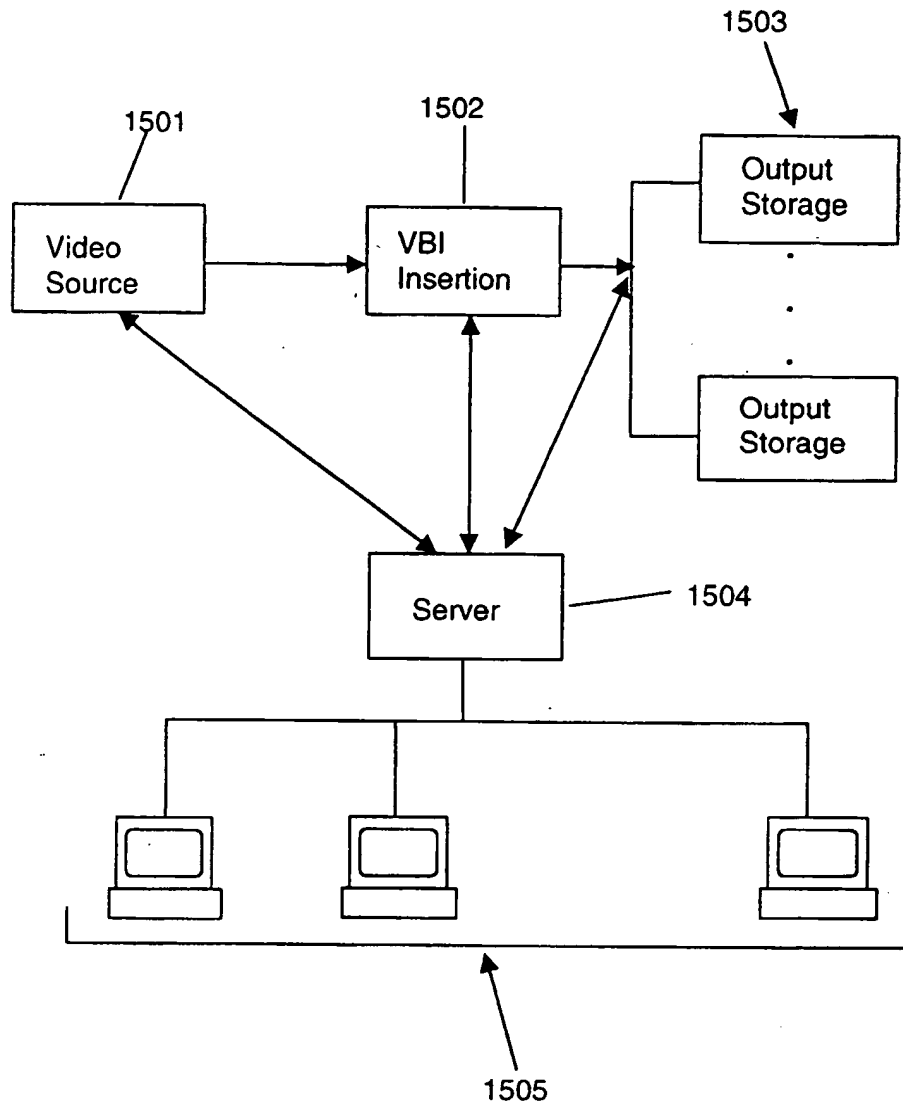 1503
1501
1502
Output
Storage
Video
Source
VBI
Insertion
Output
Storage
Server
1504
1505